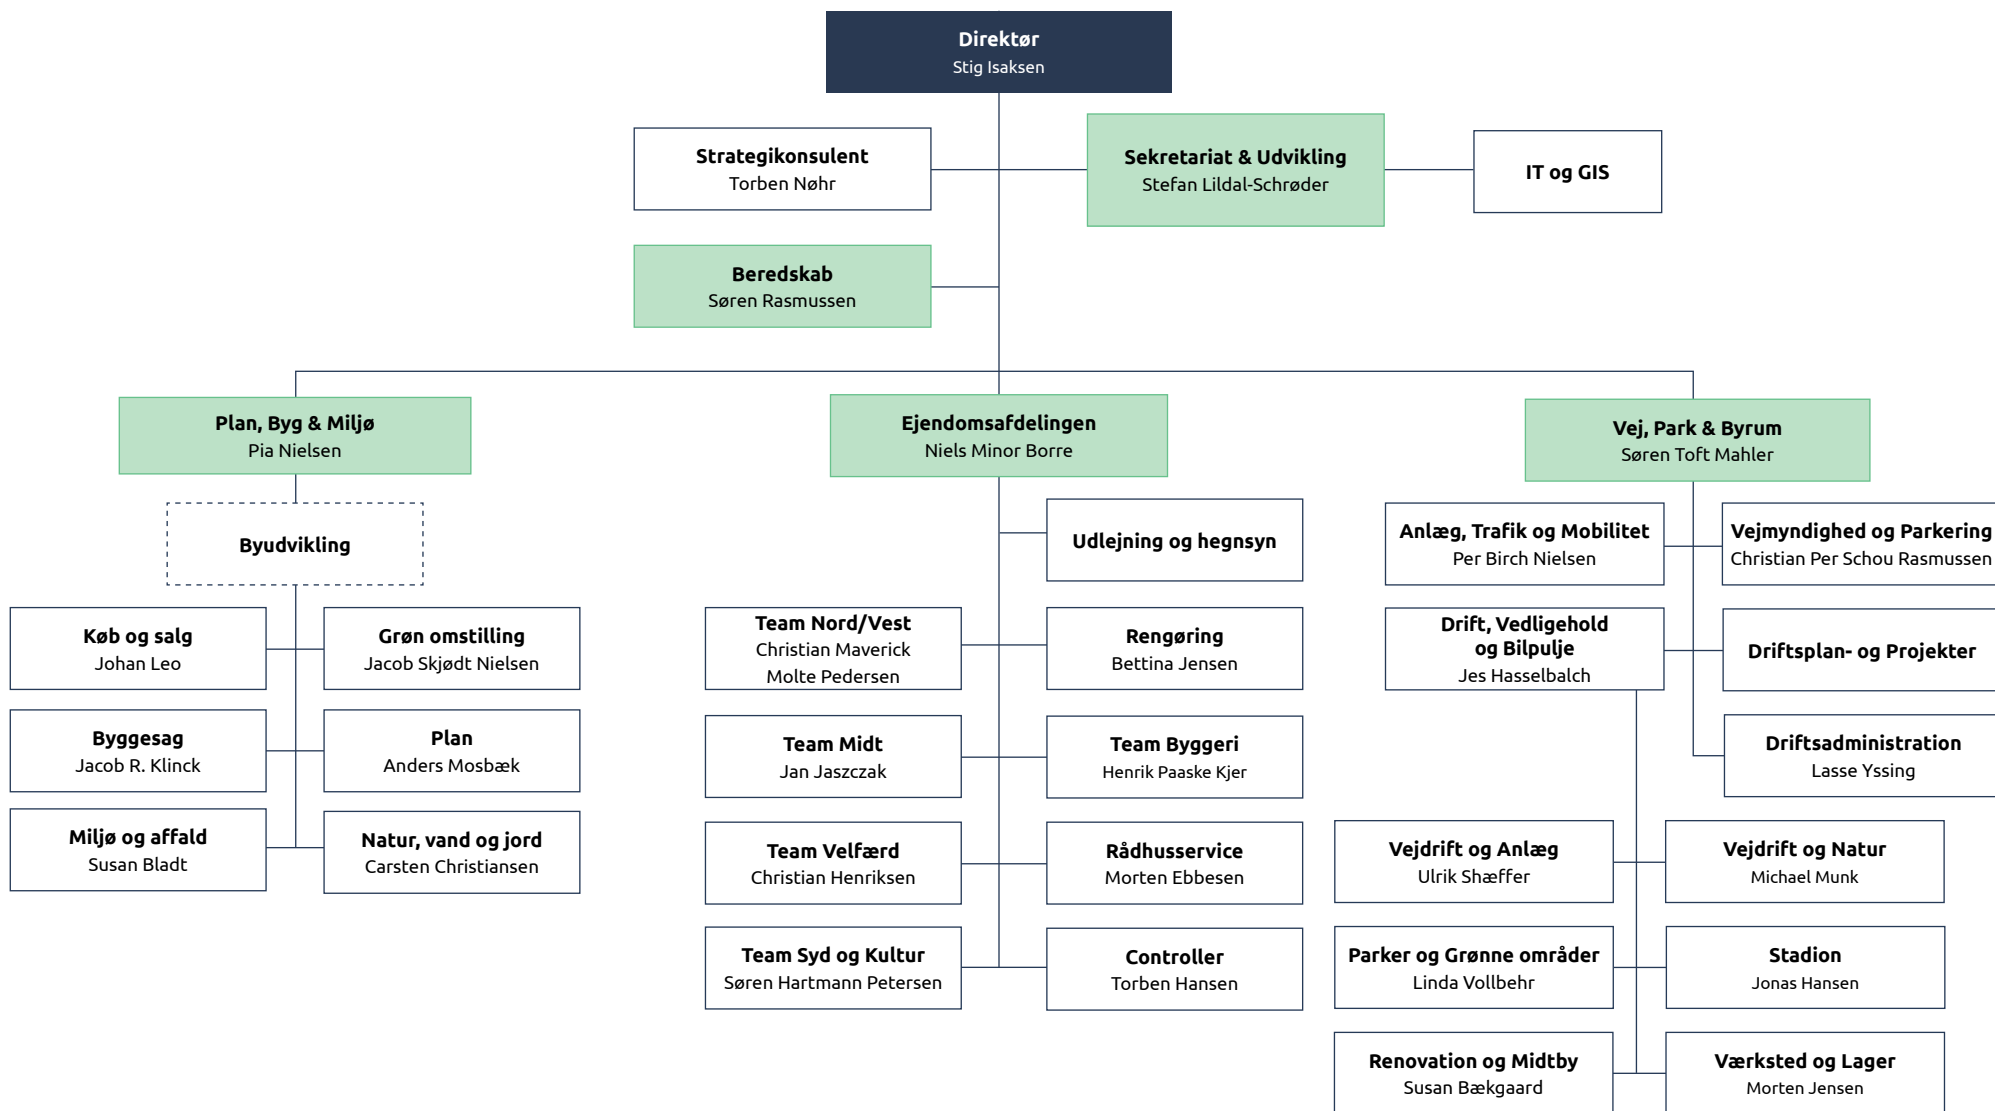 Direktør
Stig Isaksen
Strategikonsulent
Torben Nøhr
Sekretariat & Udvikling
Stefan Lildal-Schrøder
IT og GIS
Beredskab
Søren Rasmussen
Plan, Byg & Miljø
Pia Nielsen
Byudvikling
Køb og salg
Johan Leo
Grøn omstilling
Jacob Skjødt Nielsen
Byggesag
Jacob R. Klinck
Plan
Anders Mosbæk
Miljø og affald
Susan Bladt
Natur, vand og jord
Carsten Christiansen
Ejendomsafdelingen
Niels Minor Borre
Udlejning og hegnsyn
Team Nord/Vest
Christian Maverick
Molte Pedersen
Rengøring
Bettina Jensen
Team Midt
Jan Jaszczak
Team Byggeri
Henrik Paaske Kjer
Team Velfærd
Christian Henriksen
Rådhusservice
Morten Ebbesen
Team Syd og Kultur
Søren Hartmann Petersen
Controller
Torben Hansen
Vej, Park & Byrum
Søren Toft Mahler
Anlæg, Trafik og Mobilitet
Per Birch Nielsen
Vejmyndighed og Parkering
Christian Per Schou Rasmussen
Drift, Vedligehold
og Bilpulje
Jes Hasselbalch
Driftsplan- og Projekter
Driftsadministration
Lasse Yssing
Vejdrift og Anlæg
Ulrik Shæffer
Vejdrift og Natur
Michael Munk
Parker og Grønne områder
Linda Vollbehr
Stadion
Jonas Hansen
Renovation og Midtby
Susan Bækgaard
Værksted og Lager
Morten Jensen